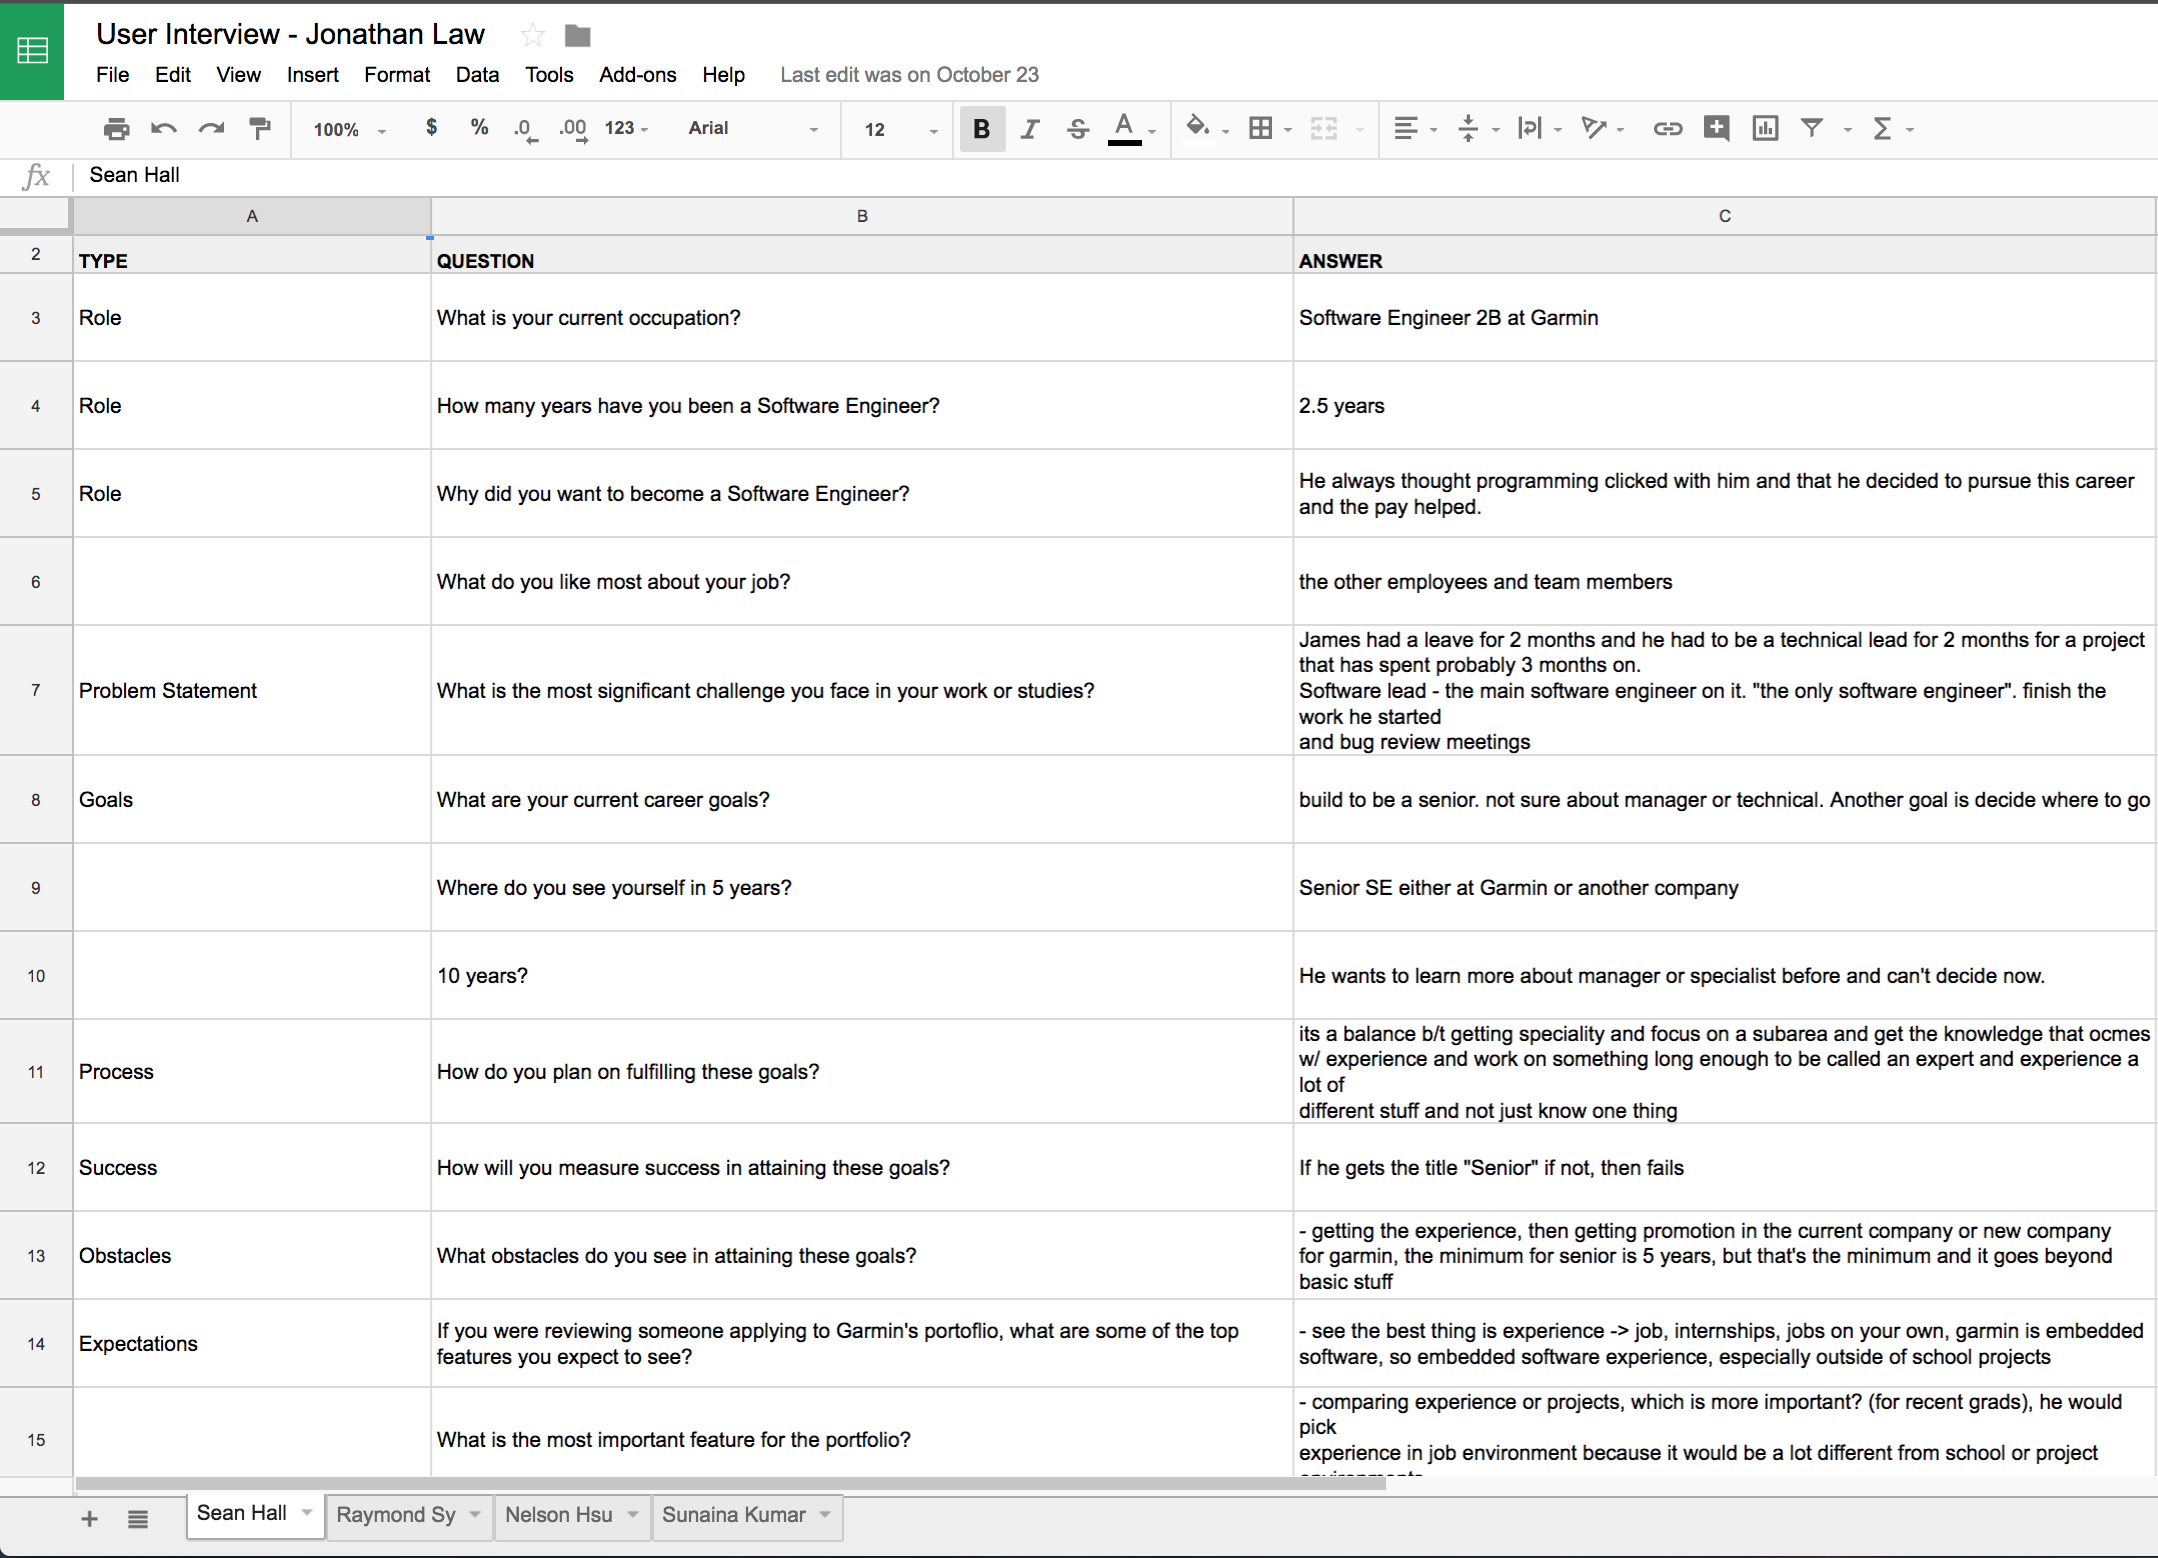 User Interview - Jonathan Law
File Edit View Insert Format Data Tools Add-ons Help Last edit was on October 23
100% $ % .0 .00 123 Arial 12 B I S A
fx Sean Hall
A B C
2 TYPE QUESTION ANSWER
3 Role What is your current occupation? Software Engineer 2B at Garmin
4 Role How many years have you been a Software Engineer? 2.5 years
5 Role Why did you want to become a Software Engineer? He always thought programming clicked with him and that he decided to pursue this career
and the pay helped.
6 What do you like most about your job? the other employees and team members
7 Problem Statement What is the most significant challenge you face in your work or studies? James had a leave for 2 months and he had to be a technical lead for 2 months for a project
that has spent probably 3 months on.
Software lead - the main software engineer on it. "the only software engineer". finish the
work he started
and bug review meetings
8 Goals What are your current career goals? build to be a senior. not sure about manager or technical. Another goal is decide where to go
9 Where do you see yourself in 5 years? Senior SE either at Garmin or another company
10 10 years? He wants to learn more about manager or specialist before and can't decide now.
11 Process How do you plan on fulfilling these goals? its a balance b/t getting speciality and focus on a subarea and get the knowledge that ocmes
w/ experience and work on something long enough to be called an expert and experience a
lot of
different stuff and not just know one thing
12 Success How will you measure success in attaining these goals? If he gets the title "Senior" if not, then fails
13 Obstacles What obstacles do you see in attaining these goals? - getting the experience, then getting promotion in the current company or new company
for garmin, the minimum for senior is 5 years, but that's the minimum and it goes beyond
basic stuff
14 Expectations If you were reviewing someone applying to Garmin's portoflio, what are some of the top
features you expect to see? - see the best thing is experience -> job, internships, jobs on your own, garmin is embedded
software, so embedded software experience, especially outside of school projects
15 What is the most important feature for the portfolio? - comparing experience or projects, which is more important? (for recent grads), he would
pick
experience in job environment because it would be a lot different from school or project
Sean Hall Raymond Sy Nelson Hsu Sunaina Kumar